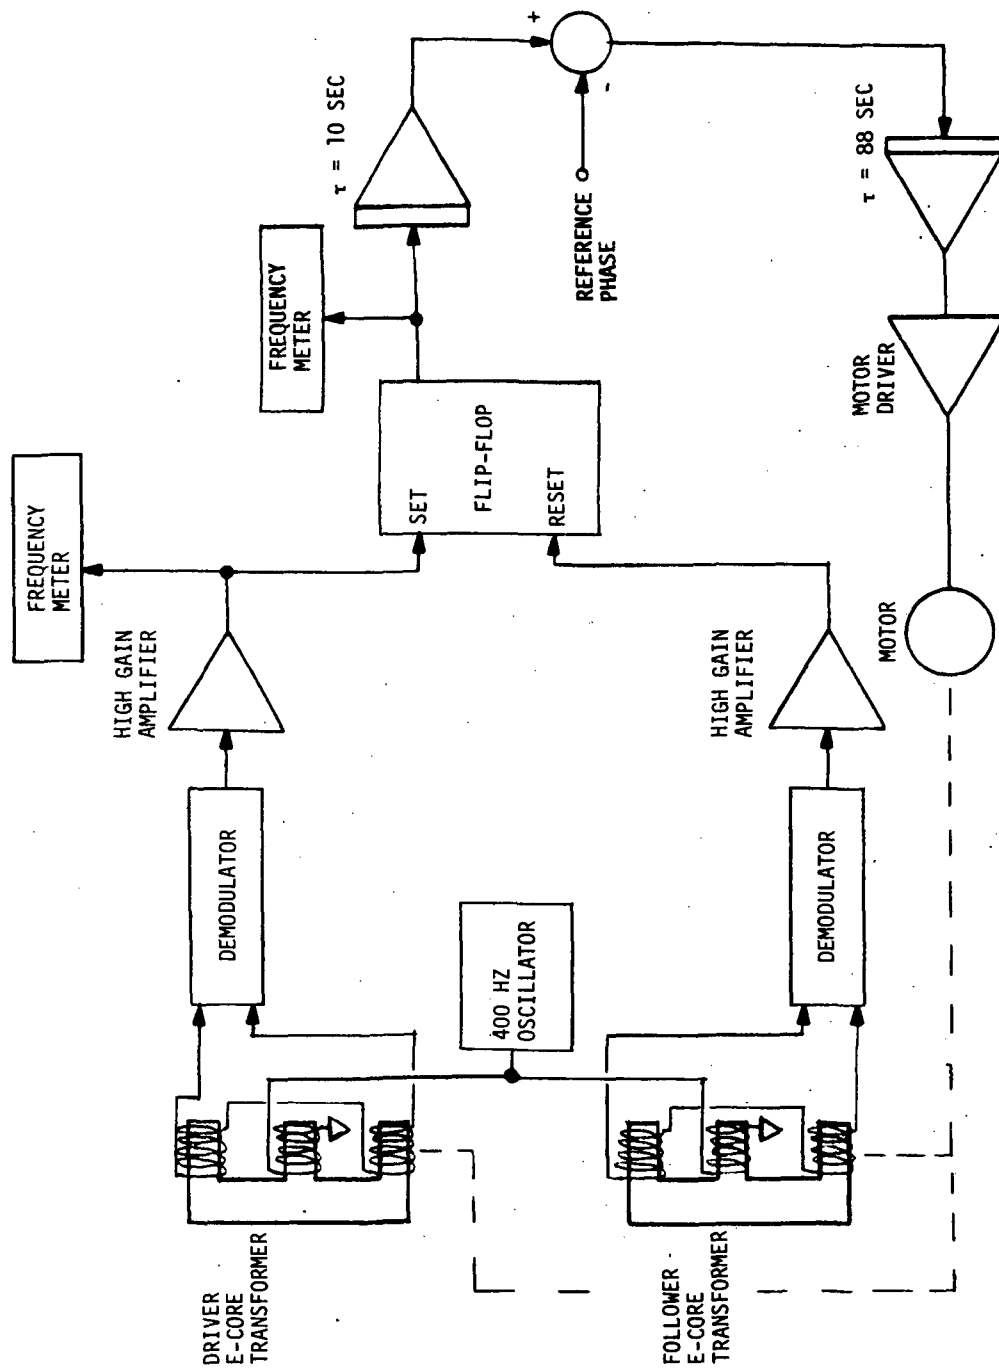 DRIVER
E-CORE
TRANSFORMER
DEMODULATOR
HIGH GAIN
AMPLIFIER
FREQUENCY
METER
FREQUENCY
METER
τ = 10 SEC
+
-
REFERENCE
PHASE
SET
FLIP-FLOP
RESET
400 HZ
OSCILLATOR
FOLLOWER
E-CORE
TRANSFORMER
DEMODULATOR
HIGH GAIN
AMPLIFIER
MOTOR
MOTOR
DRIVER
τ = 88 SEC